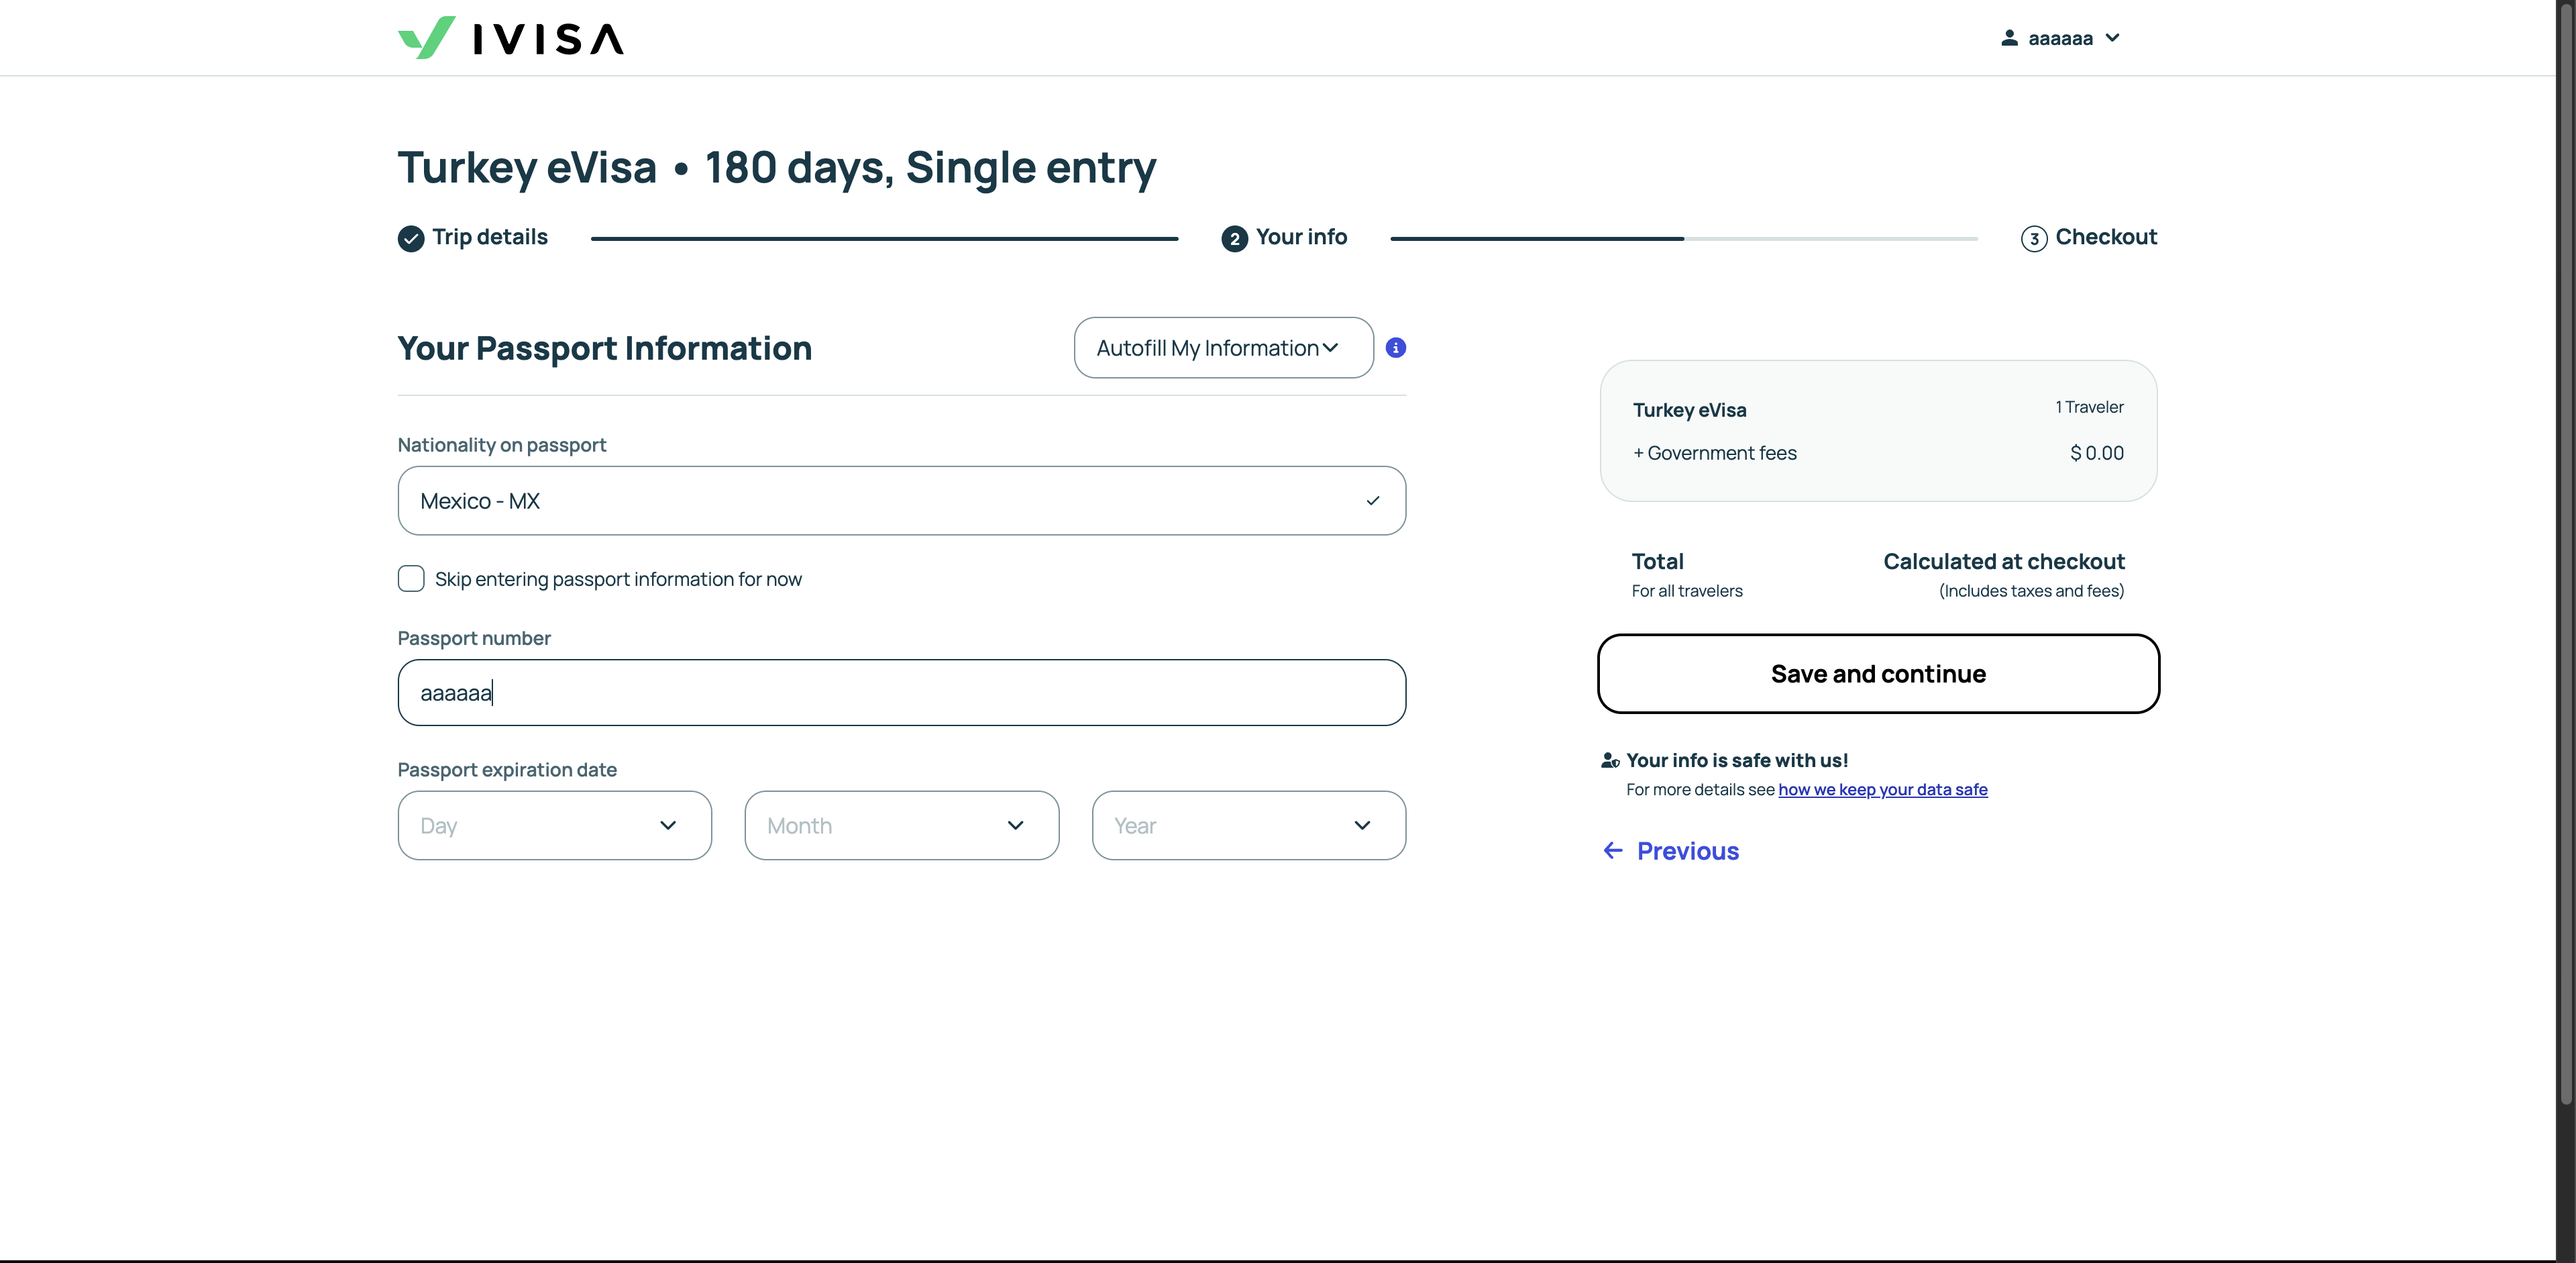 IVISA
aaaaaa
Turkey eVisa • 180 days, Single entry
Trip details
2 Your info
3 Checkout
Your Passport Information
Autofill My Information
Nationality on passport
Mexico - MX
Skip entering passport information for now
Passport number
aaaaaa
Passport expiration date
Day Month Year
Turkey eVisa 1 Traveler
+ Government fees $ 0.00
Total Calculated at checkout
For all travelers (Includes taxes and fees)
Save and continue
Your info is safe with us!
For more details see how we keep your data safe
Previous